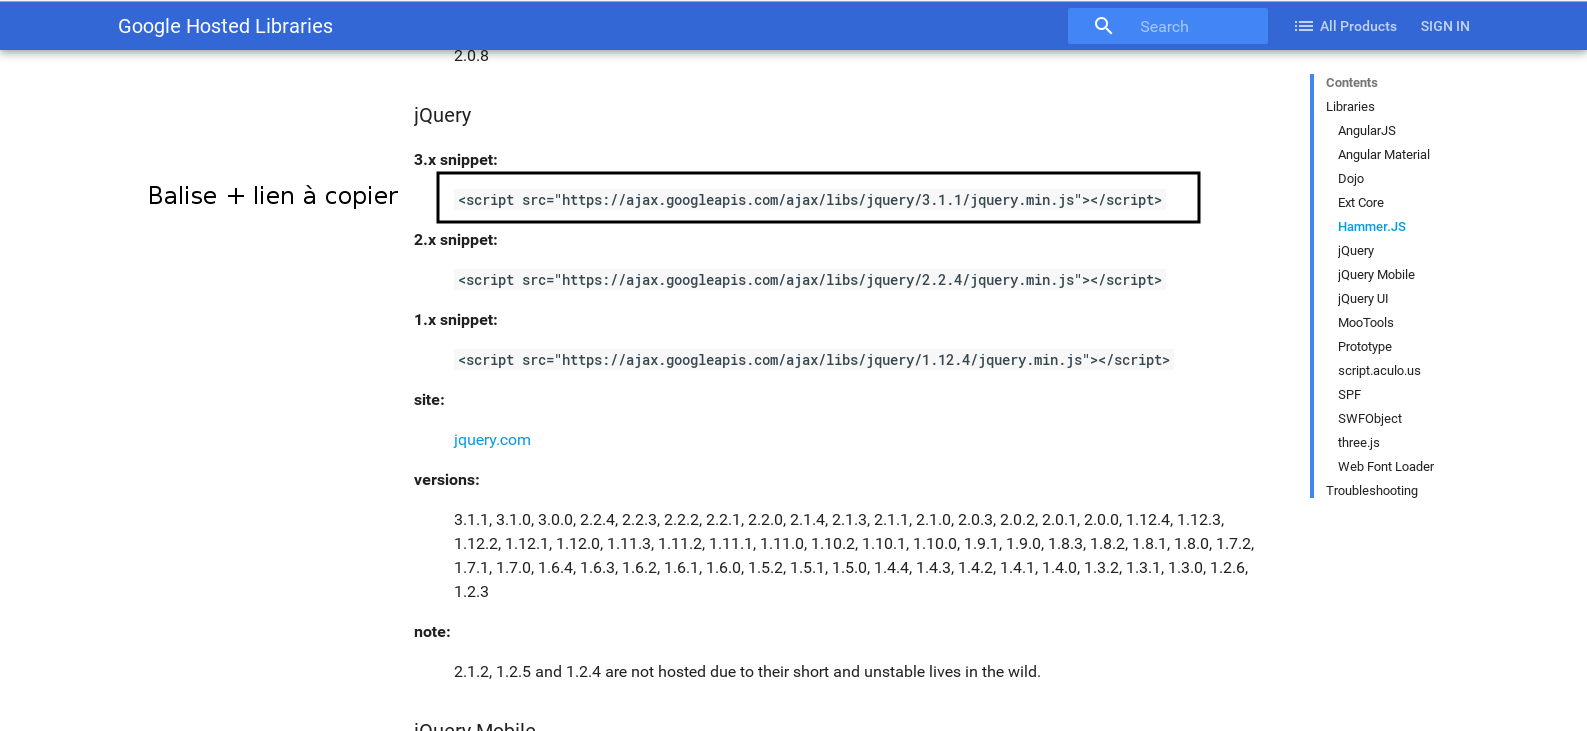 Google Hosted Libraries
Search
All Products
SIGN IN
2.0.8
jQuery
3.x snippet:
Balise + lien à copier
<script src="https://ajax.googleapis.com/ajax/libs/jquery/3.1.1/jquery.min.js"></script>
2.x snippet:
<script src="https://ajax.googleapis.com/ajax/libs/jquery/2.2.4/jquery.min.js"></script>
1.x snippet:
<script src="https://ajax.googleapis.com/ajax/libs/jquery/1.12.4/jquery.min.js"></script>
site:
jquery.com
versions:
3.1.1, 3.1.0, 3.0.0, 2.2.4, 2.2.3, 2.2.2, 2.2.1, 2.2.0, 2.1.4, 2.1.3, 2.1.1, 2.1.0, 2.0.3, 2.0.2, 2.0.1, 2.0.0, 1.12.4, 1.12.3,
1.12.2, 1.12.1, 1.12.0, 1.11.3, 1.11.2, 1.11.1, 1.11.0, 1.10.2, 1.10.1, 1.10.0, 1.9.1, 1.9.0, 1.8.3, 1.8.2, 1.8.1, 1.8.0, 1.7.2,
1.7.1, 1.7.0, 1.6.4, 1.6.3, 1.6.2, 1.6.1, 1.6.0, 1.5.2, 1.5.1, 1.5.0, 1.4.4, 1.4.3, 1.4.2, 1.4.1, 1.4.0, 1.3.2, 1.3.1, 1.3.0, 1.2.6,
1.2.3
note:
2.1.2, 1.2.5 and 1.2.4 are not hosted due to their short and unstable lives in the wild.
jQuery Mobile
Contents
Libraries
AngularJS
Angular Material
Dojo
Ext Core
Hammer.JS
jQuery
jQuery Mobile
jQuery UI
MooTools
Prototype
script.aculo.us
SPF
SWFObject
three.js
Web Font Loader
Troubleshooting